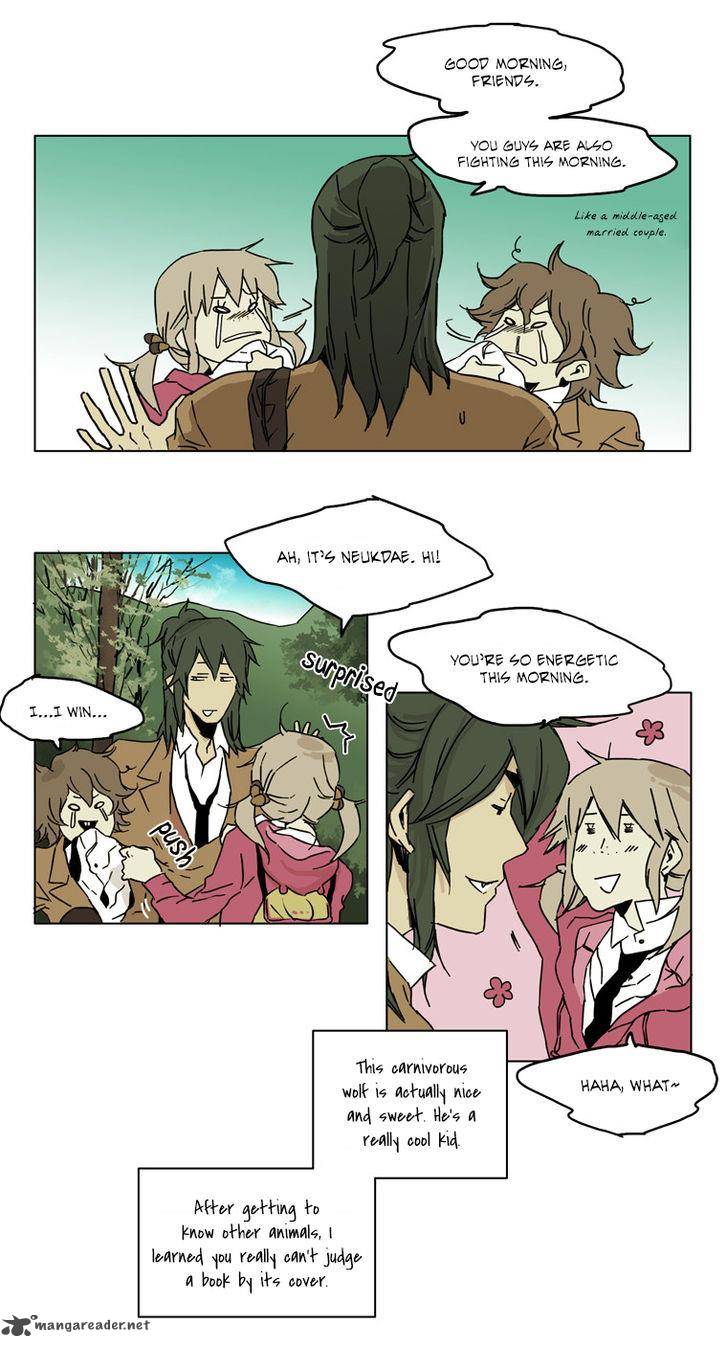 GOOD MORNING,
FRIENDS.
YOU GUYS ARE ALSO
FIGHTING THIS MORNING.
Like a middle-aged
married couple.
AH, IT'S NEUKDAE. HI!
surprised
I...I WIN...
push
YOU'RE SO ENERGETIC
THIS MORNING.
HAHA, WHAT~
This carnivorous
wolf is actually nice
and sweet. He's a
really cool kid.
After getting to
know other animals, I
learned you really can't judge
a book by its cover.
mangareader.net